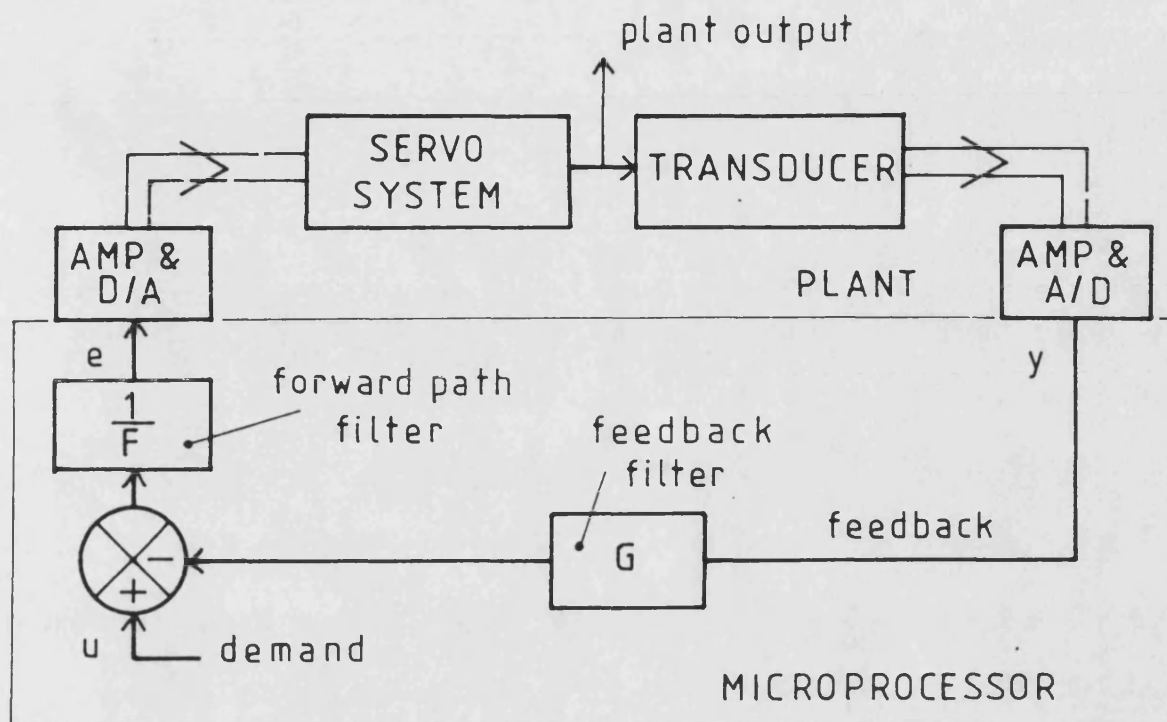 plant output
SERVO
SYSTEM
TRANSDUCER
AMP &
D/A
PLANT
AMP &
A/D
e
y
1
F
forward path
filter
feedback
filter
G
feedback
-
+
u
demand
MICROPROCESSOR